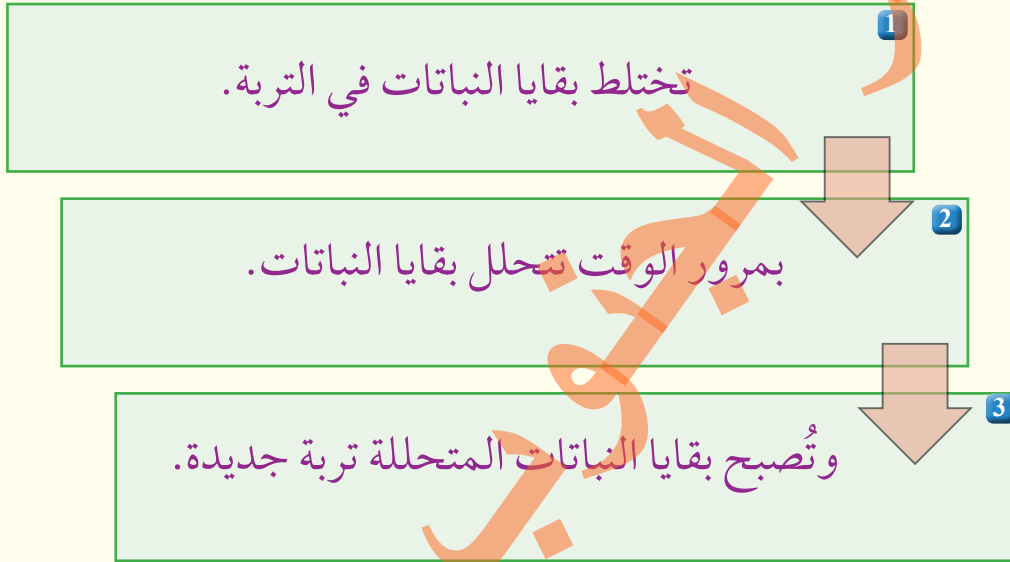 1
تختلط بقايا النباتات في التربة.
2
بمرور الوقت تتحلل بقايا النباتات.
3
وتُصبح بقايا النباتات المتحللة تربة جديدة.